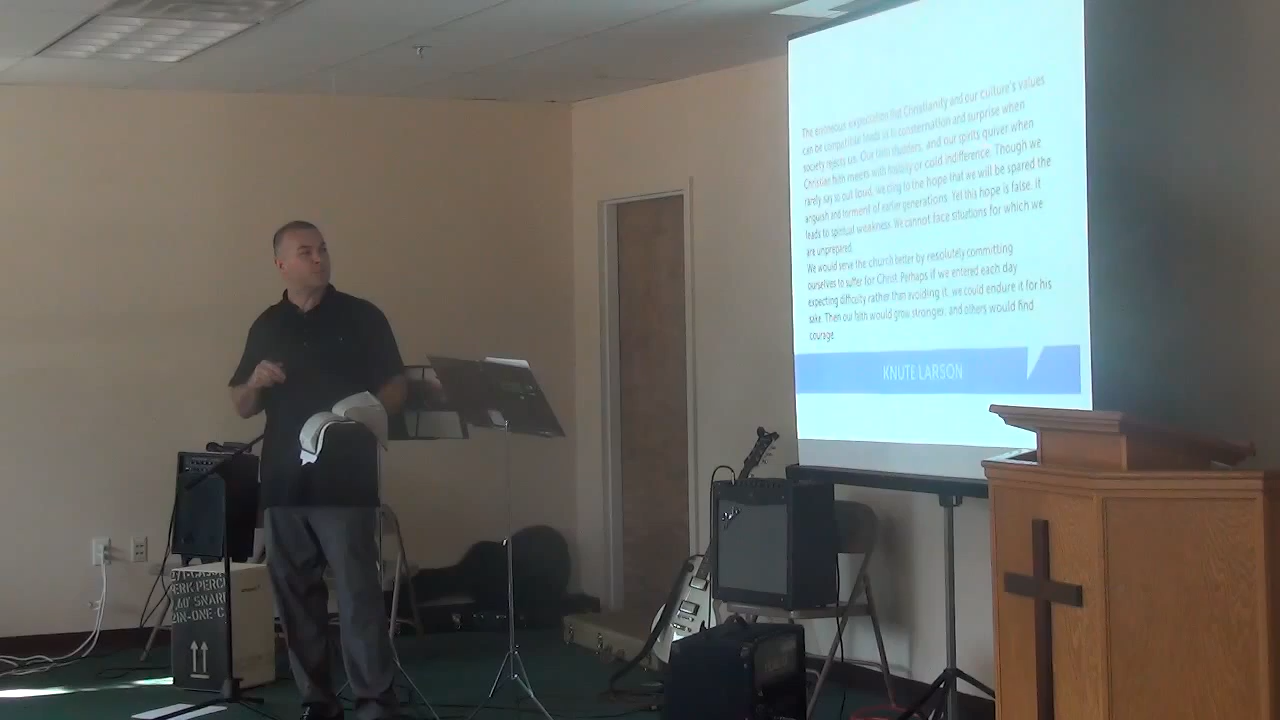 The erroneous expectation that Christianity and our culture's values
can be compatible leads us to consternation and surprise when
society rejects us. Our faith shudders, and our spirits quiver when
Christian faith meets with hostility or cold indifference. Though we
rarely say so out loud, we cling to the hope that we will be spared the
anguish and torment of earlier generations. Yet this hope is false. It
leads to spiritual weakness. We cannot face situations for which we
are unprepared.
We would serve the church better by resolutely committing
ourselves to suffer for Christ. Perhaps if we entered each day
expecting difficulty rather than avoiding it, we could endure it for his
sake. Then our faith would grow stronger, and others would find
courage.
KNUTE LARSON
Fender
PERC
SNAR